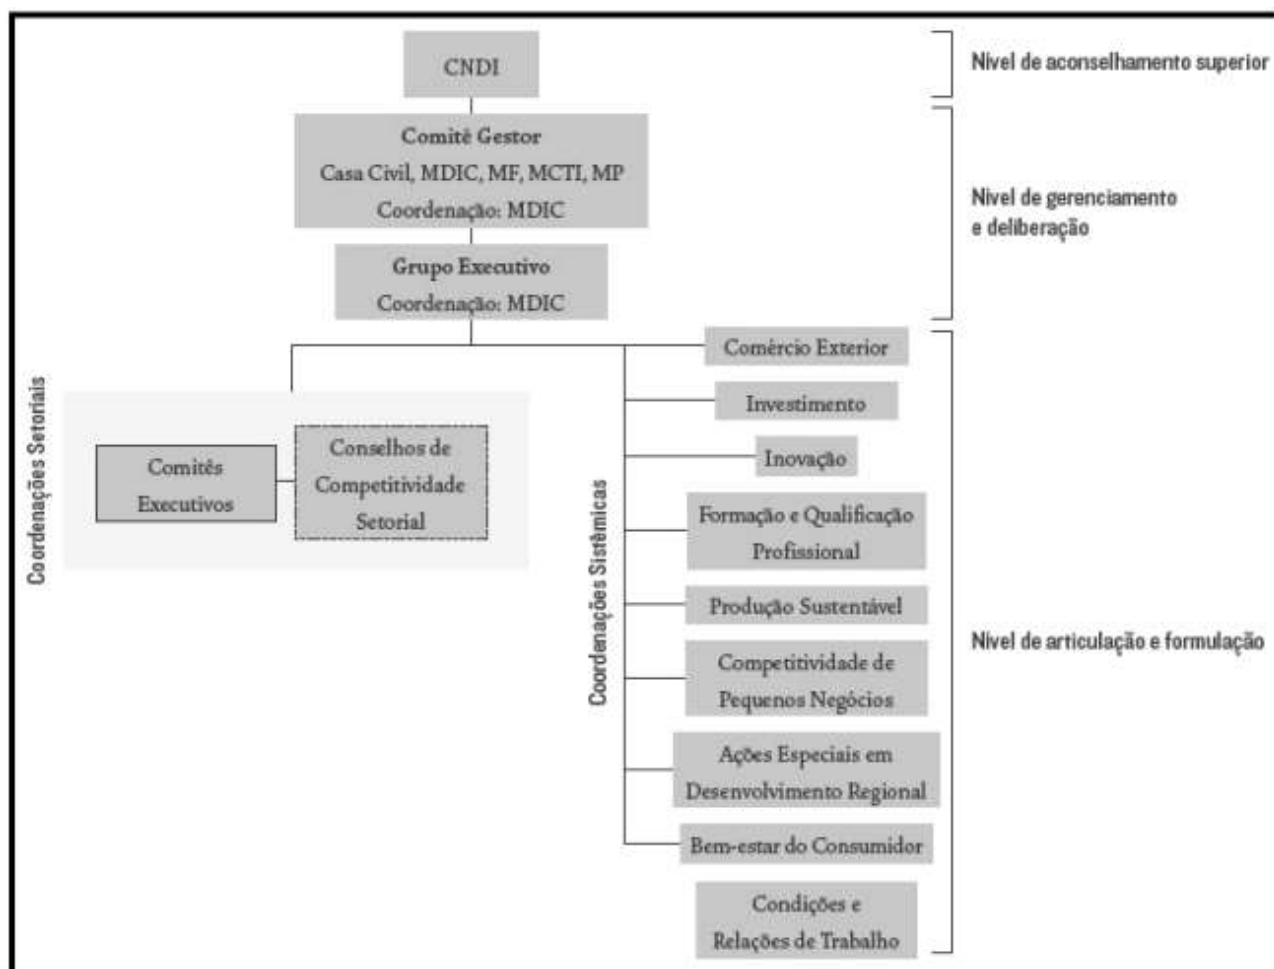 CNDI
Nível de aconselhamento superior
Comitê Gestor
Casa Civil, MDIC, MF, MCTI, MP
Coordenação: MDIC
Nível de gerenciamento
e deliberação
Grupo Executivo
Coordenação: MDIC
Coordenações Setoriais
Comitês
Executivos
Conselhos de
Competitividade
Setorial
Coordenações Sistêmicas
Comércio Exterior
Investimento
Inovação
Formação e Qualificação
Profissional
Produção Sustentável
Competitividade de
Pequenos Negócios
Ações Especiais em
Desenvolvimento Regional
Bem-estar do Consumidor
Condições e
Relações de Trabalho
Nível de articulação e formulação